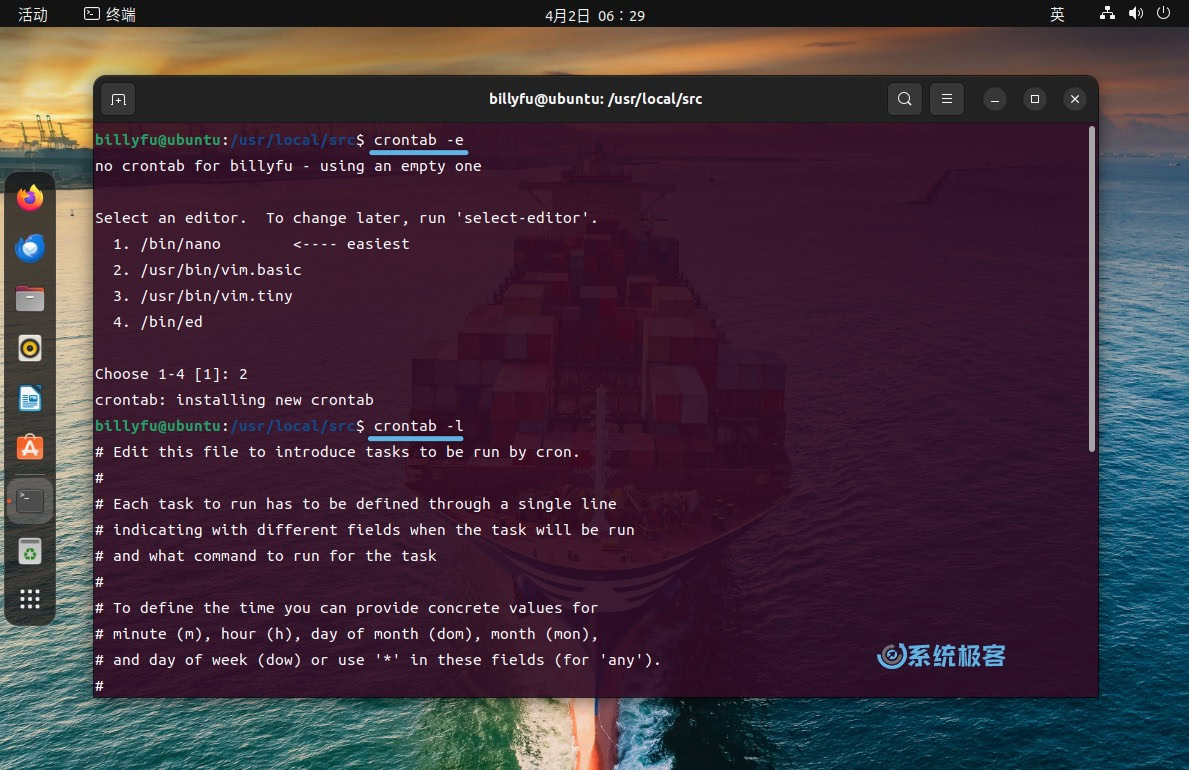 活动
终端
4月2日 06：29
英
billyfu@ubuntu: /usr/local/src
billyfu@ubuntu:/usr/local/src$ crontab -e
no crontab for billyfu - using an empty one
Select an editor.  To change later, run 'select-editor'.
  1. /bin/nano        <---- easiest
  2. /usr/bin/vim.basic
  3. /usr/bin/vim.tiny
  4. /bin/ed
Choose 1-4 [1]: 2
crontab: installing new crontab
billyfu@ubuntu:/usr/local/src$ crontab -l
# Edit this file to introduce tasks to be run by cron.
#
# Each task to run has to be defined through a single line
# indicating with different fields when the task will be run
# and what command to run for the task
#
# To define the time you can provide concrete values for
# minute (m), hour (h), day of month (dom), month (mon),
# and day of week (dow) or use '*' in these fields (for 'any').
#
系统极客